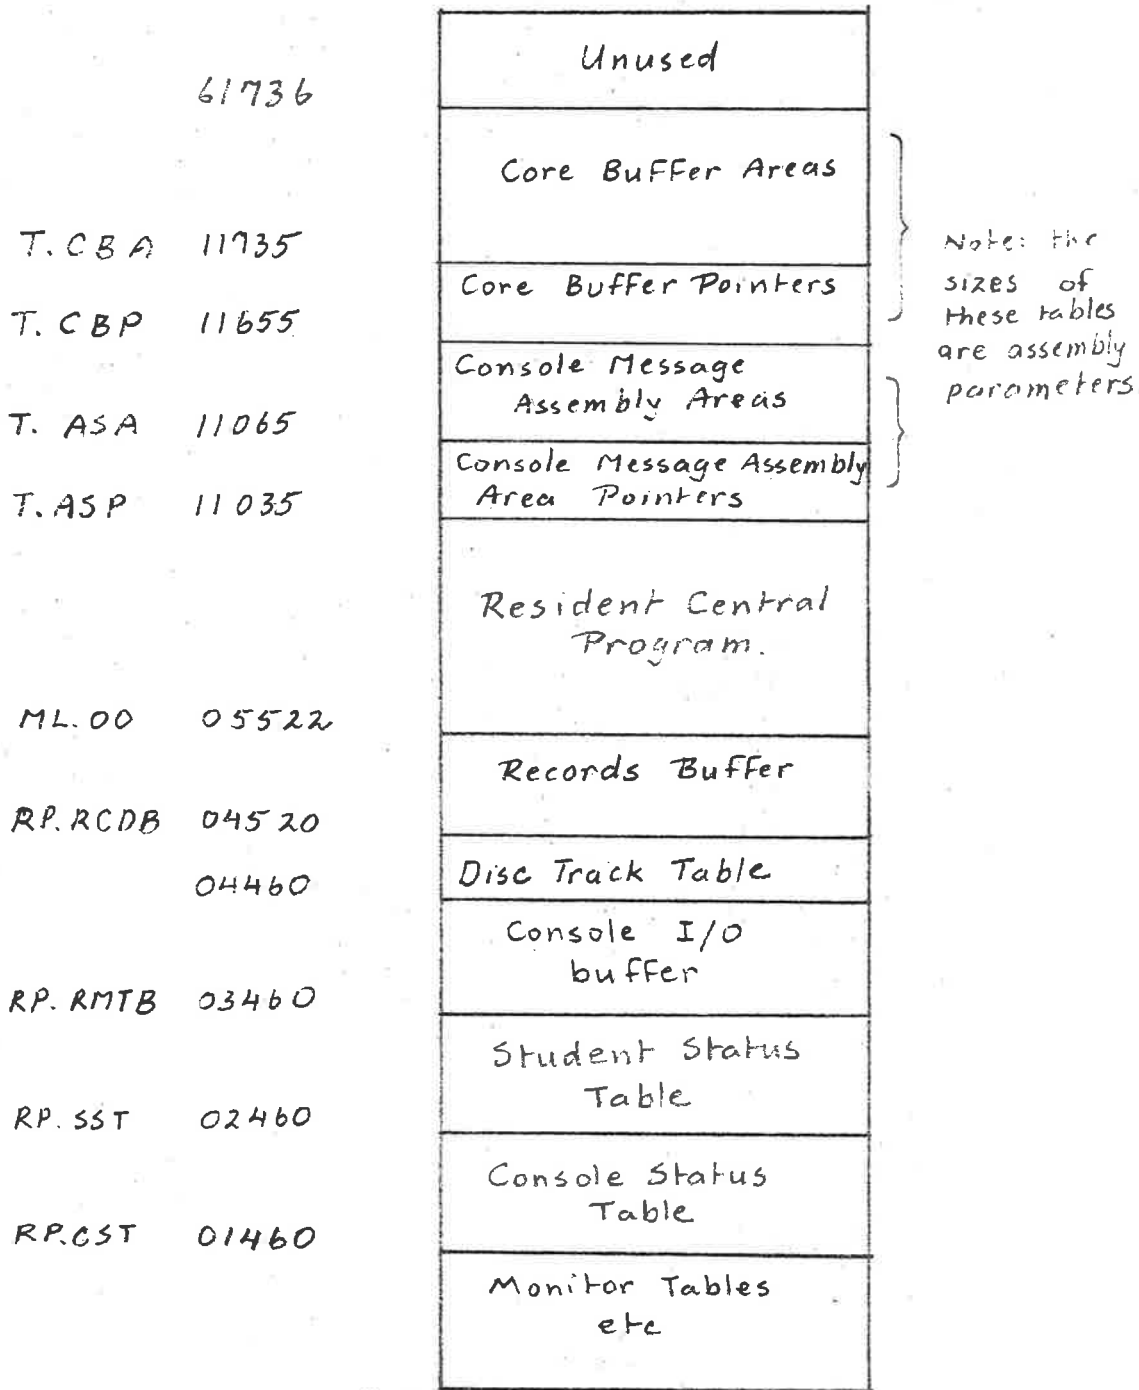 Unused
61736
Core Buffer Areas
T.CBA 11735
Core Buffer Pointers
T.CBP 11655
Note: the
sizes of
these tables
are assembly
parameters
Console Message
Assembly Areas
T.ASA 11065
Console Message Assembly
Area Pointers
T.ASP 11035
Resident Central
Program.
ML.00 05522
Records Buffer
RP.RCDB 04520
Disc Track Table
04460
Console I/O
buffer
RP.RMTB 03460
Student Status
Table
RP.SST 02460
Console Status
Table
RP.CST 01460
Monitor Tables
etc